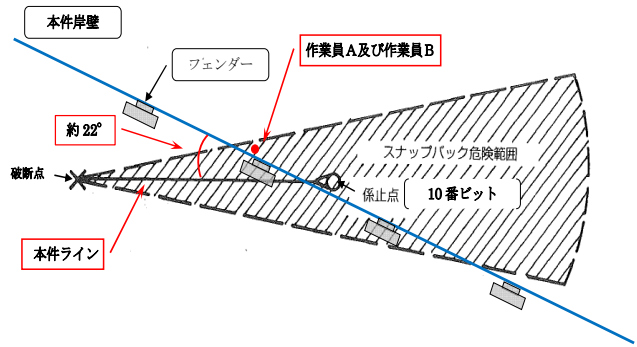 本件岸壁
フェンダー
作業員A及び作業員B
約22°
スナップバック危険範囲
破断点
係止点
10番ビット
本件ライン